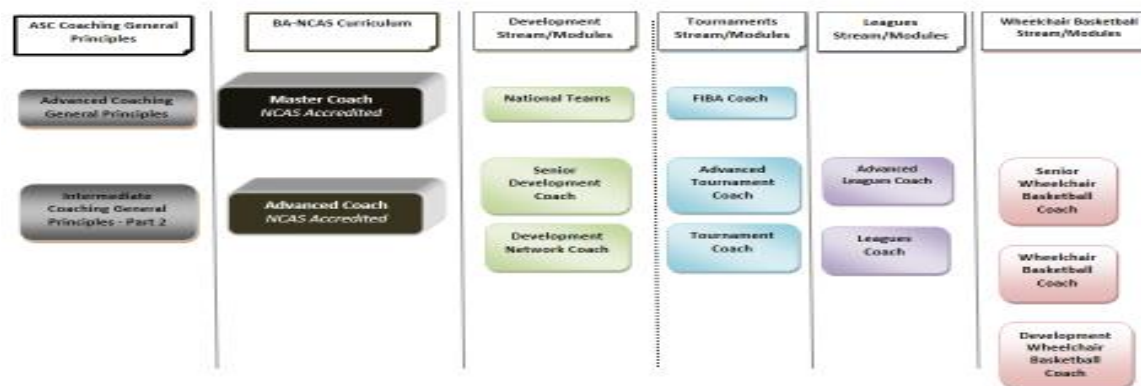 ASC Coaching General
Principles
BA-NCAS Curriculum
Development
Stream/Modules
Tournaments
Stream/Modules
Leagues
Stream/Modules
Wheelchair Basketball
Stream/Modules
Advanced Coaching
General Principles
Master Coach
NCAS Accredited
National Teams
FIBA Coach
Intermediate
Coaching General
Principles - Part 2
Advanced Coach
NCAS Accredited
Senior
Development
Coach
Advanced
Tournament
Coach
Advanced
Leagues Coach
Senior
Wheelchair
Basketball
Coach
Development
Network Coach
Tournament
Coach
Leagues
Coach
Wheelchair
Basketball
Coach
Development
Wheelchair
Basketball
Coach